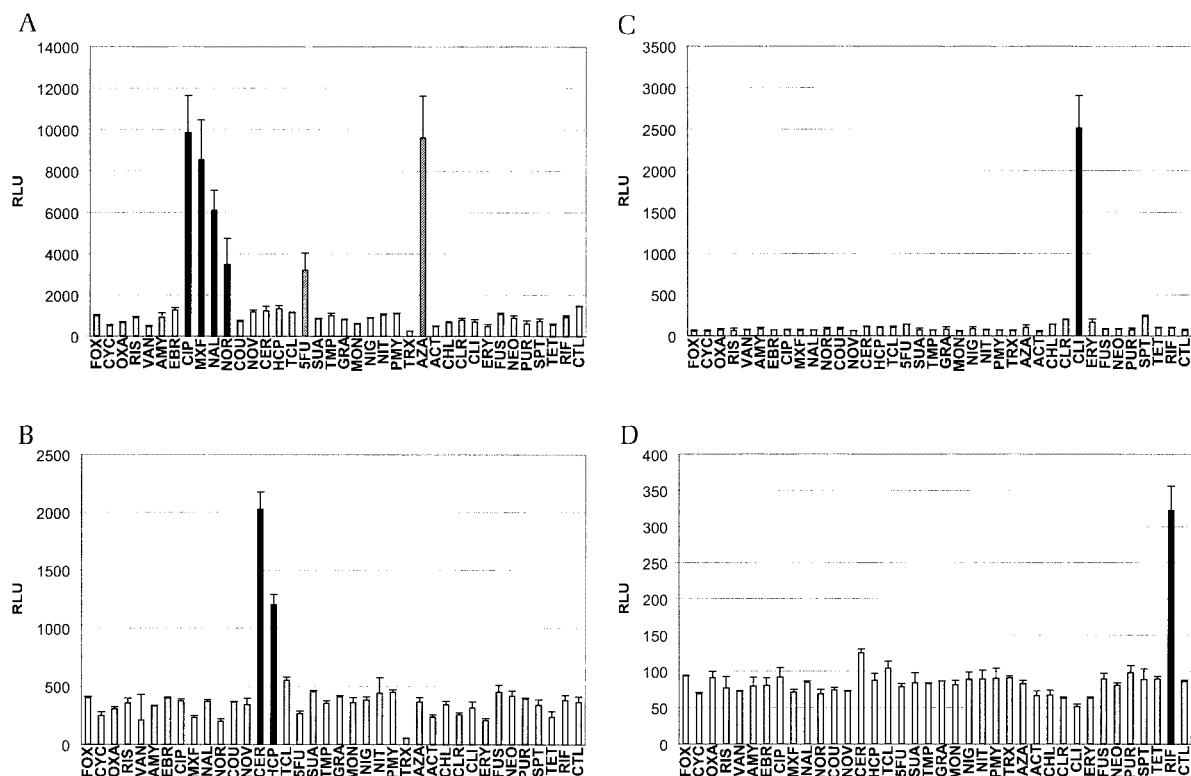 A
14000
12000
10000
8000
6000
4000
2000
0
RLU
FOX CYC OXA RIS VAN AMY EBR CIP MXF NAL NOR COU CER HCP TCL 5FU SUA TMP GRA MON NIG NIT PMY TRX AZA ACT CHL CLR CLI ERY FUS NEO PUR SPT TET RIF CTL
C
3500
3000
2500
2000
1500
1000
500
0
RLU
FOX CYC OXA RIS VAN AMY EBR CIP MXF NAL NOR COU NOV CER HCP TCL 5FU SUA TMP GRA MON NIG NIT PMY TRX AZA ACT CHL CLR CLI ERY FUS NEO PUR SPT TET RIF CTL
B
2500
2000
1500
1000
500
0
RLU
FOX CYC OXA RIS VAN AMY EBR CIP MXF NAL NOR COU NOV CER HCP TCL 5FU SUA TMP GRA MON NIG NIT PMY TRX AZA ACT CHL CLR CLI ERY FUS NEO PUR SPT TET RIF CTL
D
400
350
300
250
200
150
100
50
0
RLU
FOX CYC OXA RIS VAN AMY EBR CIP MXF NAL NOR COU NOV CER HCP TCL 5FU SUA TMP GRA MON NIG NIT PMY AZA ACT CHL CLR CLI ERY FUS NEO PUR SPT TET RIF CTL